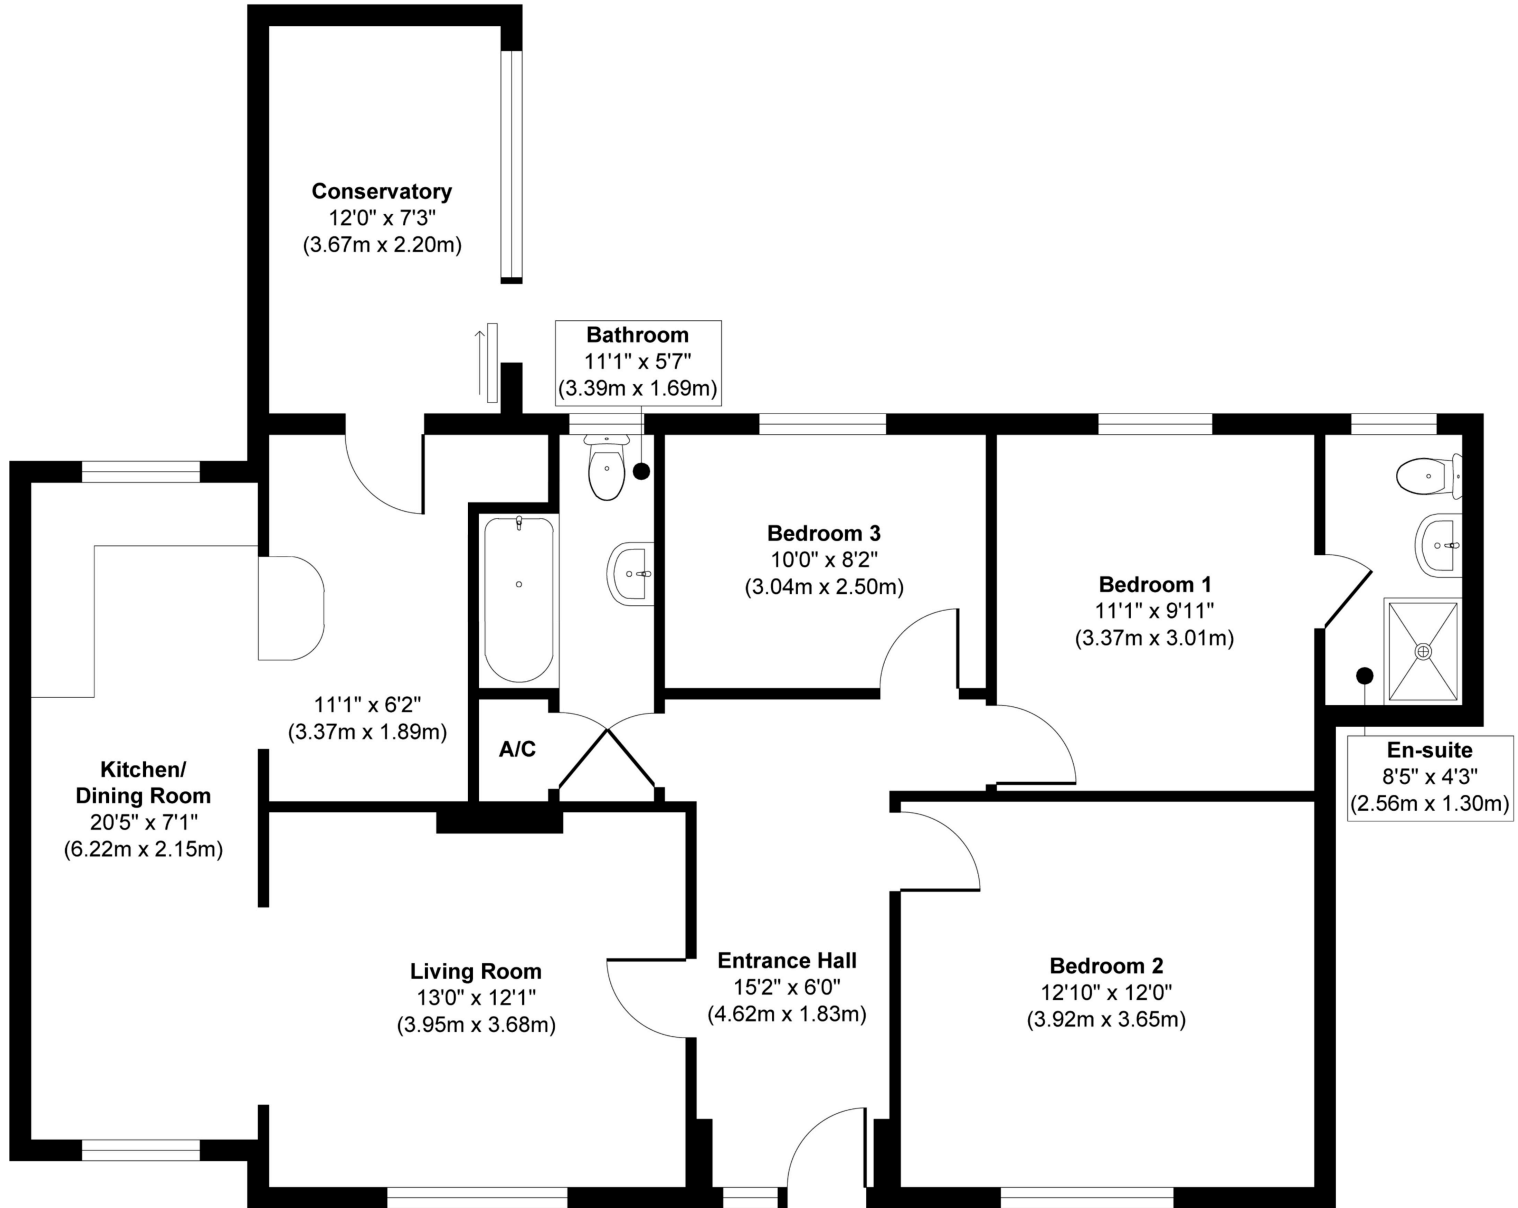 Conservatory
12'0" x 7'3"
(3.67m x 2.20m)
Bathroom
11'1" x 5'7"
(3.39m x 1.69m)
Bedroom 3
10'0" x 8'2"
(3.04m x 2.50m)
Bedroom 1
11'1" x 9'11"
(3.37m x 3.01m)
11'1" x 6'2"
(3.37m x 1.89m)
A/C
En-suite
8'5" x 4'3"
(2.56m x 1.30m)
Kitchen/
Dining Room
20'5" x 7'1"
(6.22m x 2.15m)
Living Room
13'0" x 12'1"
(3.95m x 3.68m)
Entrance Hall
15'2" x 6'0"
(4.62m x 1.83m)
Bedroom 2
12'10" x 12'0"
(3.92m x 3.65m)